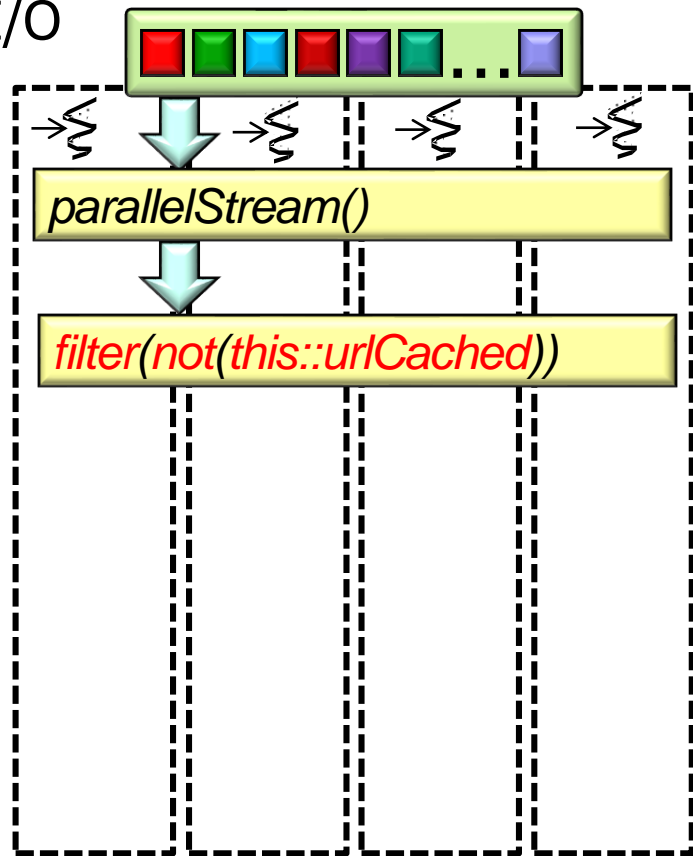 /o
...
parallelStream()
filter(not(this::urlCached))